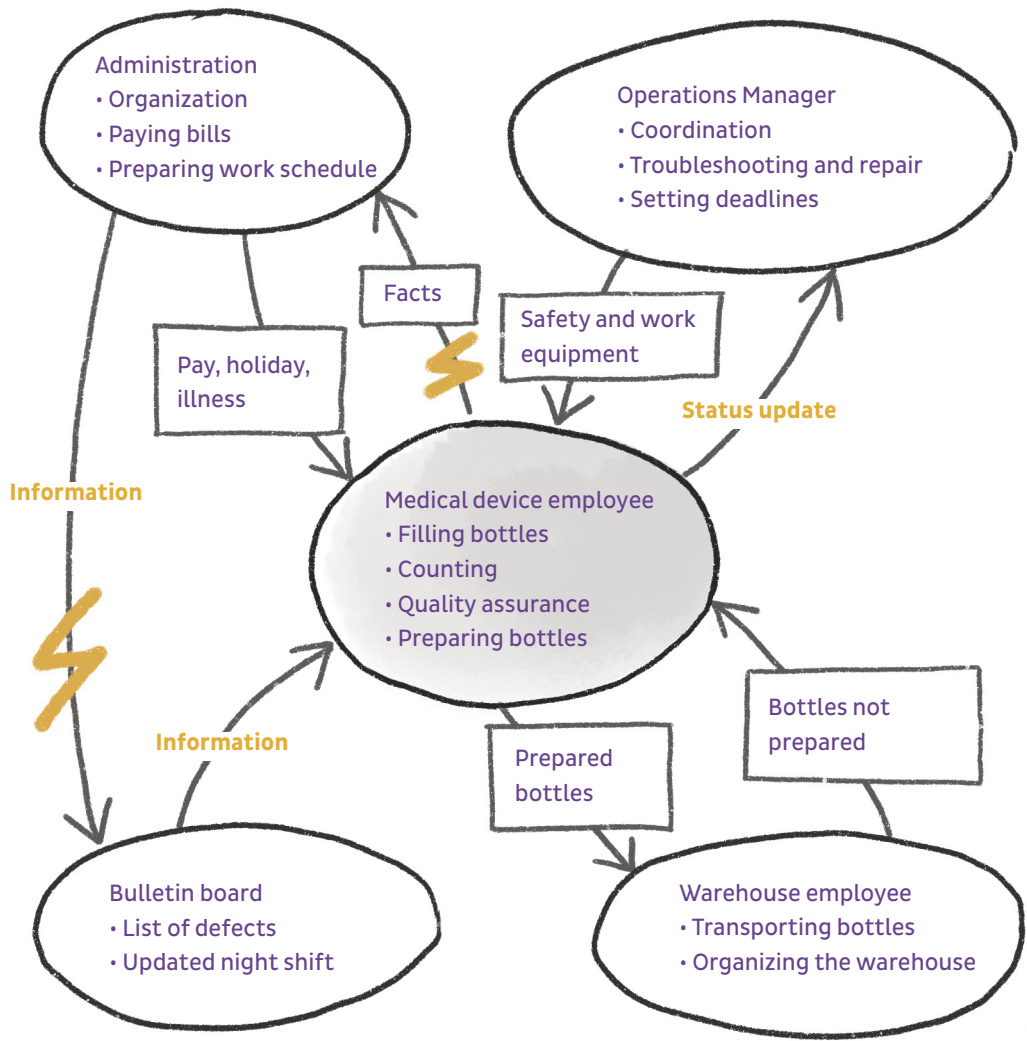 Administration
• Organization
• Paying bills
• Preparing work schedule
Operations Manager
• Coordination
• Troubleshooting and repair
• Setting deadlines
Facts
Safety and work
equipment
Pay, holiday,
illness
Status update
Information
Medical device employee
• Filling bottles
• Counting
• Quality assurance
• Preparing bottles
Information
Prepared
bottles
Bottles not
prepared
Bulletin board
• List of defects
• Updated night shift
Warehouse employee
• Transporting bottles
• Organizing the warehouse